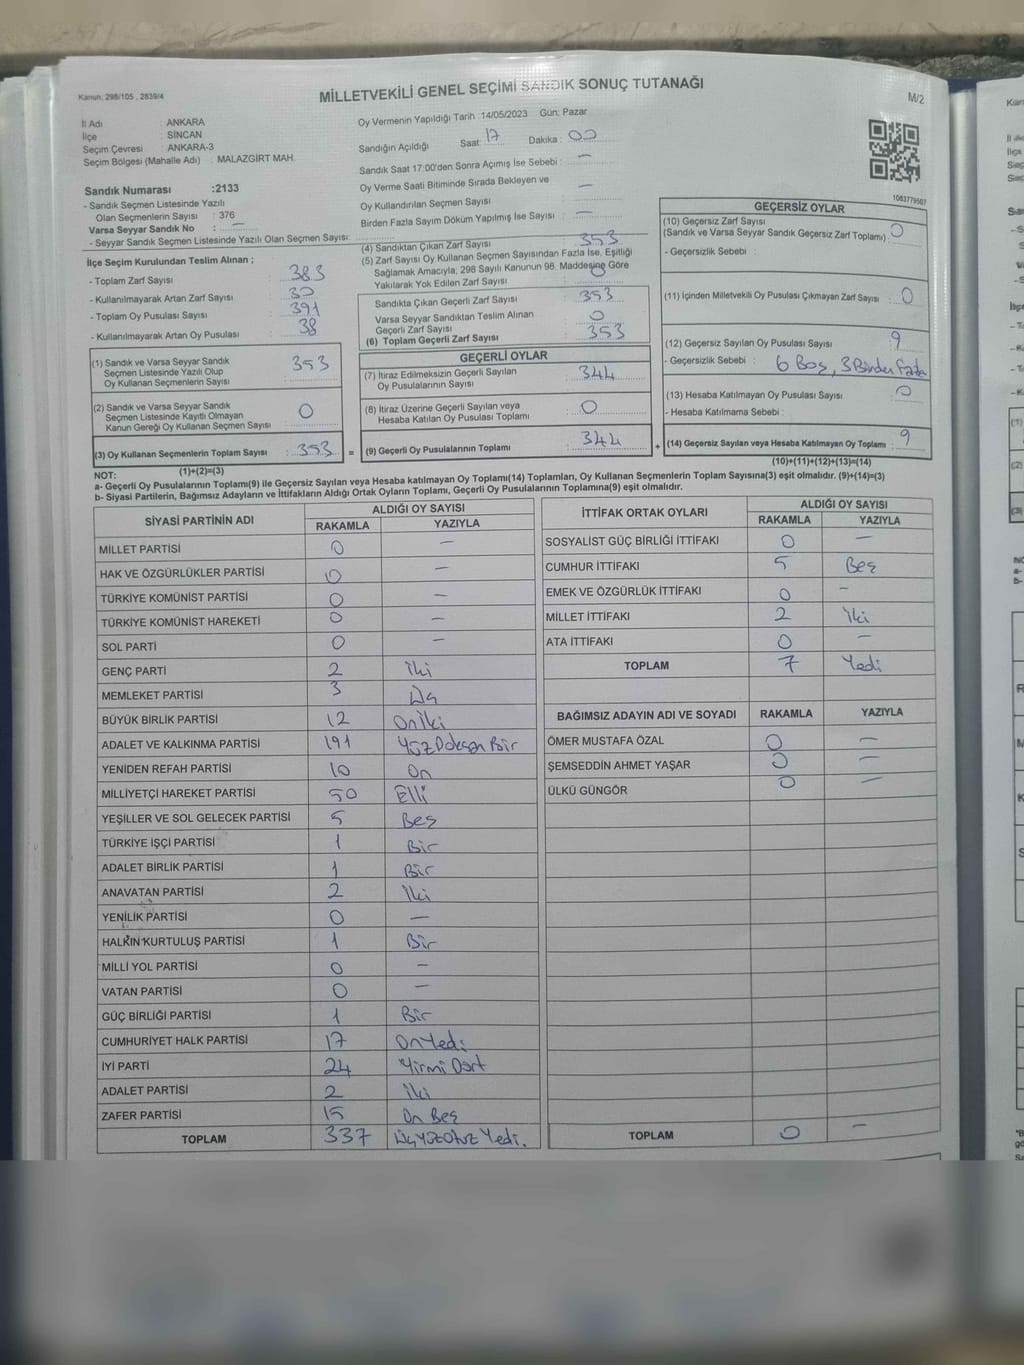 Kanun: 298/105 , 2839/4
MİLLETVEKİLİ GENEL SEÇİMİ SANDIK SONUÇ TUTANAĞI
M/2
İl Adı : ANKARA
İlçe : SİNCAN
Seçim Çevresi : ANKARA-3
Seçim Bölgesi (Mahalle Adı) : MALAZGİRT MAH.
Sandık Numarası :2133
- Sandık Seçmen Listesinde Yazılı
Olan Seçmenlerin Sayısı : 376
Varsa Seyyar Sandık No : —
- Seyyar Sandık Seçmen Listesinde Yazılı Olan Seçmen Sayısı:
Oy Vermenin Yapıldığı Tarih :14/05/2023 Gün: Pazar
Sandığın Açıldığı Saat 17 Dakika : 00
Sandık Saat 17:00'den Sonra Açımış İse Sebebi : —
Oy Verme Saati Bitiminde Sırada Bekleyen ve
Oy Kullandırılan Seçmen Sayısı : —
Birden Fazla Sayım Döküm Yapılmış İse Sayısı : —
1083779507
İlçe Seçim Kurulundan Teslim Alınan ;
- Toplam Zarf Sayısı : 383
- Kullanılmayarak Artan Zarf Sayısı : 30
- Toplam Oy Pusulası Sayısı : 391
- Kullanılmayarak Artan Oy Pusulası : 38
(1) Sandık ve Varsa Seyyar Sandık
Seçmen Listesinde Yazılı Olup
Oy Kullanan Seçmenlerin Sayısı : 353
(2) Sandık ve Varsa Seyyar Sandık
Seçmen Listesinde Kayıtlı Olmayan
Kanun Gereği Oy Kullanan Seçmen Sayısı : 0
(3) Oy Kullanan Seçmenlerin Toplam Sayısı : 353
(1)+(2)=(3)
(4) Sandıktan Çıkan Zarf Sayısı : 353
(5) Zarf Sayısı Oy Kullanan Seçmen Sayısından Fazla İse, Eşitliği
Sağlamak Amacıyla; 298 Sayılı Kanunun 98. Maddesine Göre
Yakılarak Yok Edilen Zarf Sayısı : 0
Sandıkta Çıkan Geçerli Zarf Sayısı : 353
Varsa Seyyar Sandıktan Teslim Alınan
Geçerli Zarf Sayısı : 0
(6) Toplam Geçerli Zarf Sayısı : 353
GEÇERLİ OYLAR
(7) İtiraz Edilmeksizin Geçerli Sayılan
Oy Pusulalarının Sayısı : 344
(8) İtiraz Üzerine Geçerli Sayılan veya
Hesaba Katılan Oy Pusulası Toplamı : 0
= (9) Geçerli Oy Pusulalarının Toplamı : 344
GEÇERSİZ OYLAR
(10) Geçersiz Zarf Sayısı
(Sandık ve Varsa Seyyar Sandık Geçersiz Zarf Toplamı) : 0
- Geçersizlik Sebebi :
(11) İçinden Milletvekili Oy Pusulası Çıkmayan Zarf Sayısı : 0
(12) Geçersiz Sayılan Oy Pusulası Sayısı : 9
- Geçersizlik Sebebi : 6 Boş, 3 Birden Fazla
(13) Hesaba Katılmayan Oy Pusulası Sayısı : 0
- Hesaba Katılmama Sebebi :
+ (14) Geçersiz Sayılan veya Hesaba Katılmayan Oy Toplamı : 9
(10)+(11)+(12)+(13)=(14)
NOT:
a- Geçerli Oy Pusulalarının Toplamı(9) ile Geçersiz Sayılan veya Hesaba katılmayan Oy Toplamı(14) Toplamları, Oy Kullanan Seçmenlerin Toplam Sayısına(3) eşit olmalıdır. (9)+(14)=(3)
b- Siyasi Partilerin, Bağımsız Adayların ve İttifakların Aldığı Ortak Oyların Toplamı, Geçerli Oy Pusulalarının Toplamına(9) eşit olmalıdır.
SİYASİ PARTİNİN ADI ALDIĞI OY SAYISI
RAKAMLA YAZIYLA
MİLLET PARTİSİ 0 —
HAK VE ÖZGÜRLÜKLER PARTİSİ 0 —
TÜRKİYE KOMÜNİST PARTİSİ 0 —
TÜRKİYE KOMÜNİST HAREKETİ 0 —
SOL PARTİ 0 —
GENÇ PARTİ 2 İki
MEMLEKET PARTİSİ 3 Üç
BÜYÜK BİRLİK PARTİSİ 12 Oniki
ADALET VE KALKINMA PARTİSİ 191 YüzDoksan Bir
YENİDEN REFAH PARTİSİ 10 On
MİLLİYETÇİ HAREKET PARTİSİ 50 Elli
YEŞİLLER VE SOL GELECEK PARTİSİ 5 Beş
TÜRKİYE İŞÇİ PARTİSİ 1 Bir
ADALET BİRLİK PARTİSİ 1 Bir
ANAVATAN PARTİSİ 2 İki
YENİLİK PARTİSİ 0 —
HALKIN KURTULUŞ PARTİSİ 1 Bir
MİLLİ YOL PARTİSİ 0 —
VATAN PARTİSİ 0 —
GÜÇ BİRLİĞİ PARTİSİ 1 Bir
CUMHURİYET HALK PARTİSİ 17 OnYedi
İYİ PARTİ 24 Yirmi Dört
ADALET PARTİSİ 2 İki
ZAFER PARTİSİ 15 On Beş
TOPLAM 337 ÜçYüzOtuz Yedi.
İTTİFAK ORTAK OYLARI ALDIĞI OY SAYISI
RAKAMLA YAZIYLA
SOSYALİST GÜÇ BİRLİĞİ İTTİFAKI 0 —
CUMHUR İTTİFAKI 5 Beş
EMEK VE ÖZGÜRLÜK İTTİFAKI 0 —
MİLLET İTTİFAKI 2 İki
ATA İTTİFAKI 0 —
TOPLAM 7 Yedi
BAĞIMSIZ ADAYIN ADI VE SOYADI RAKAMLA YAZIYLA
ÖMER MUSTAFA ÖZAL 0 —
ŞEMSEDDİN AHMET YAŞAR 0 —
ÜLKÜ GÜNGÖR 0 —
TOPLAM 0 —